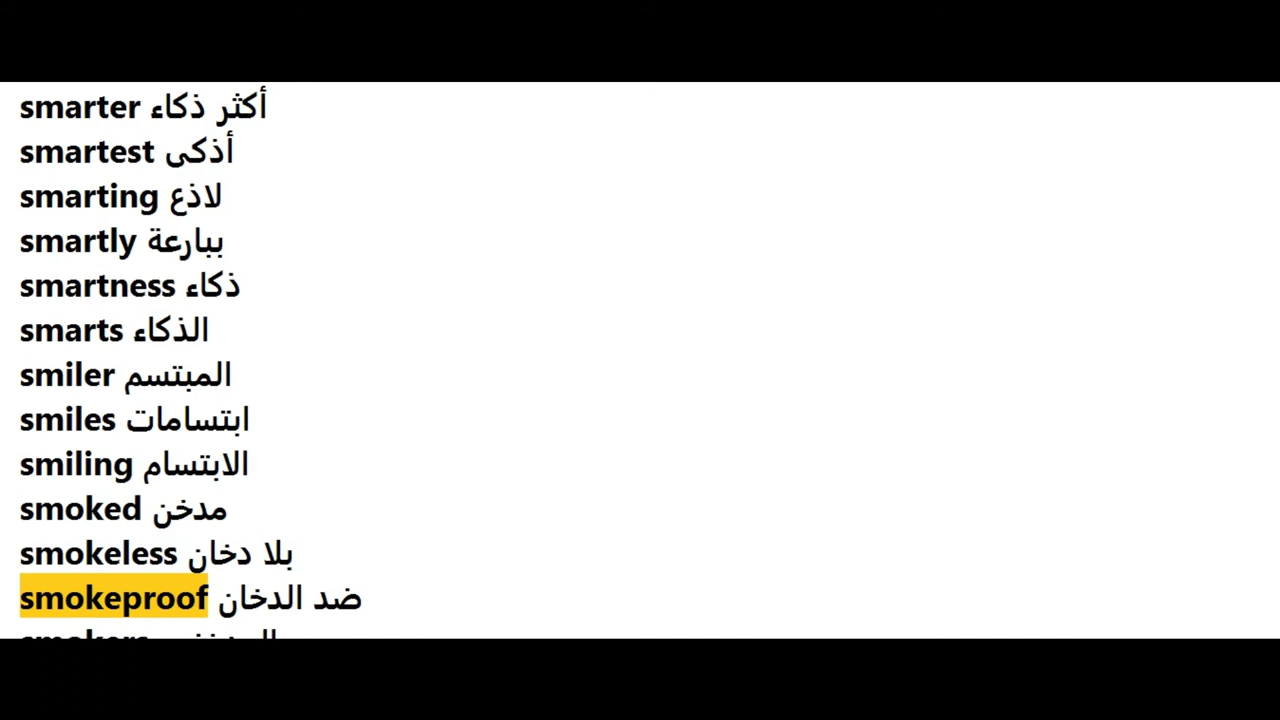 smarter أكثر ذكاء
smartest أذكى
smarting لاذع
smartly ببارعة
smartness ذكاء
smarts الذكاء
smiler المبتسم
smiles ابتسامات
smiling الابتسام
smoked مدخن
smokeless بلا دخان
smokeproof ضد الدخان
smokers